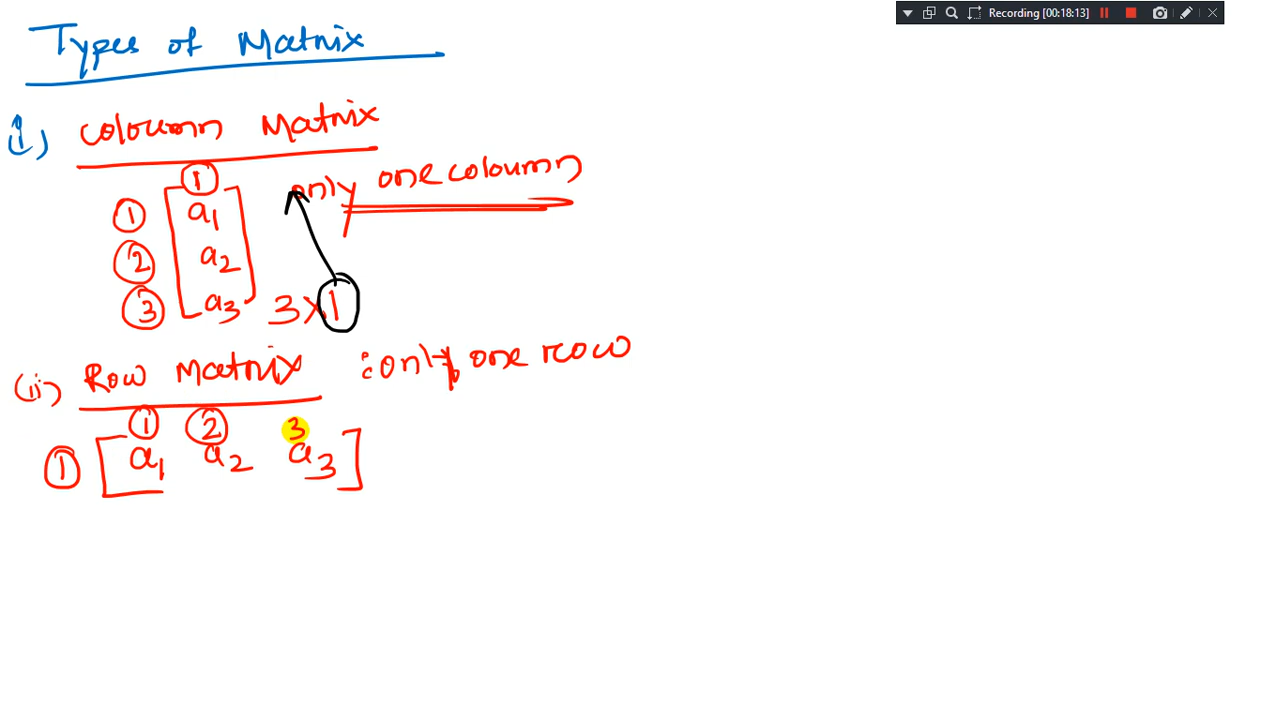 Recording [00:18:13]
Types of Matrix
(i) Coloumn Matrix
1
only one coloumn
1 a1
2 a2
3 a3 3×1
(ii) Row Matrix : only one row
1 2 3
1 [a1 a2 a3]